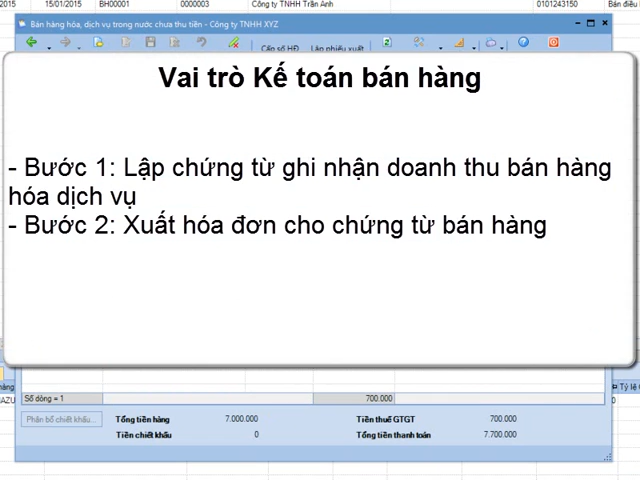 2015 15/01/2015 BH00001 0000003 Công ty TNHH Trần Anh 0101243150 Bán điều
Bán hàng hóa, dịch vụ trong nước chưa thu tiền - Công ty TNHH XYZ
Cấp số HĐ Lập phiếu xuất
Vai trò Kế toán bán hàng
- Bước 1: Lập chứng từ ghi nhận doanh thu bán hàng
hóa dịch vụ
- Bước 2: Xuất hóa đơn cho chứng từ bán hàng
Tỷ lệ
Số dòng = 1 700.000
Phân bổ chiết khấu... Tổng tiền hàng 7.000.000 Tiền thuế GTGT 700.000
Tiền chiết khấu 0 Tổng tiền thanh toán 7.700.000